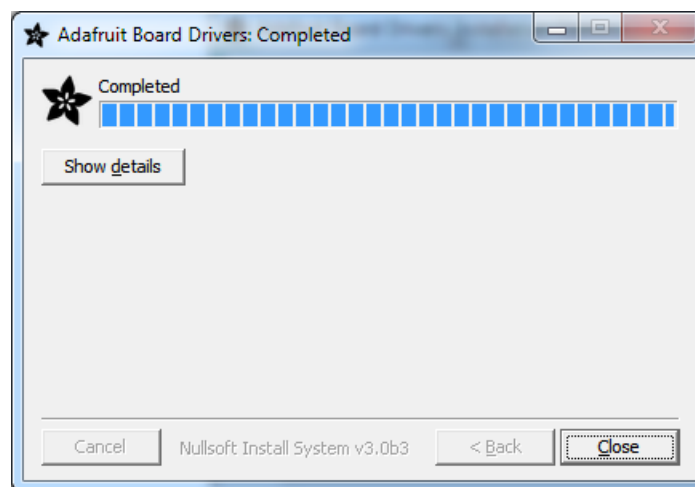 Adafruit Board Drivers: Completed
Completed
Show details
Cancel Nullsoft Install System v3.0b3 < Back Close